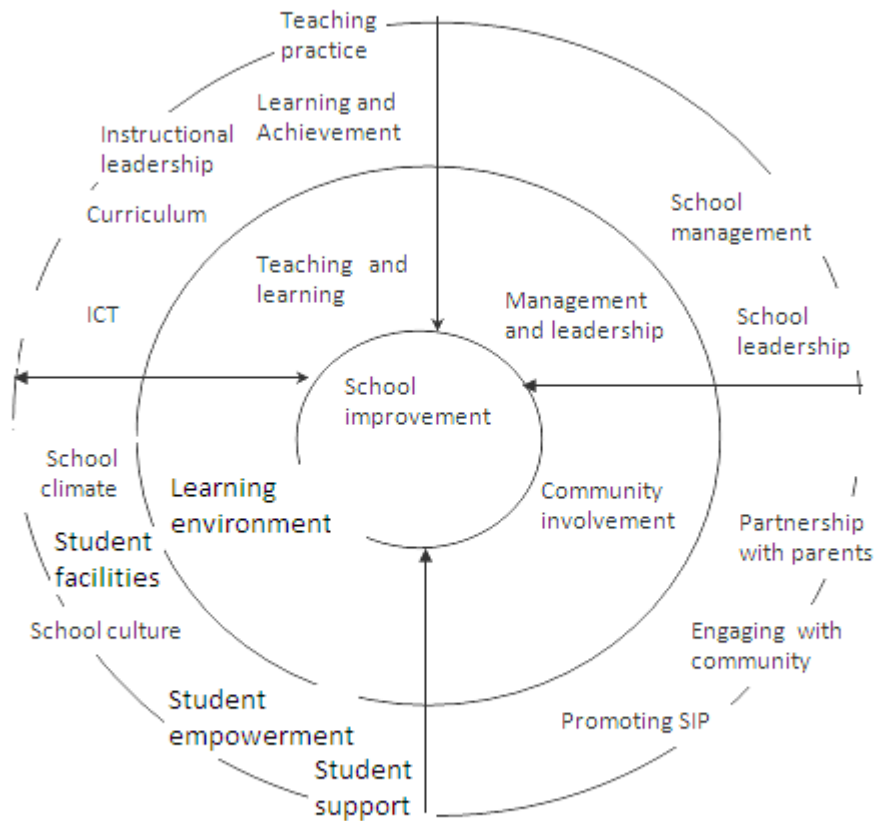 Teaching
practice
Learning and
Achievement
Instructional
leadership
Curriculum
School
management
Teaching and
learning
ICT
Management
and leadership
School
leadership
School
improvement
School
climate
Learning
environment
Community
involvement
Student
facilities
Partnership
with parents
School culture
Engaging with
community
Student
empowerment
Promoting SIP
Student
support